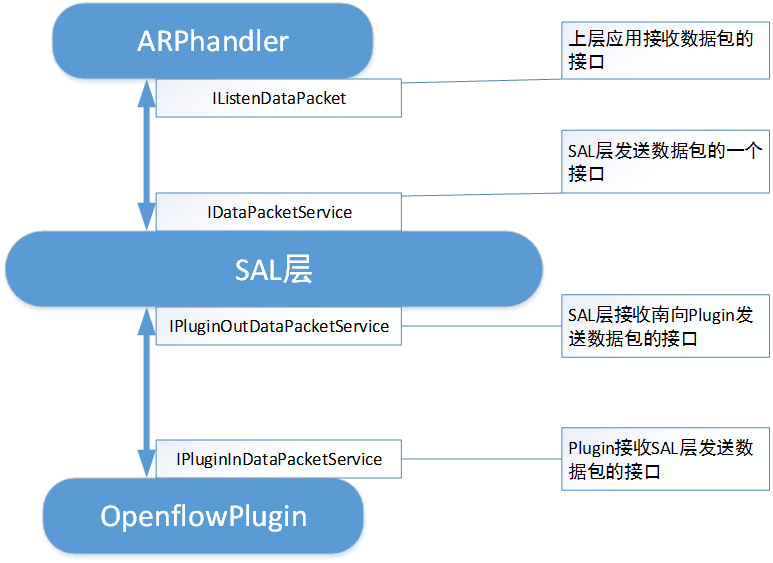 ARPhandler
上层应用接收数据包的
接口
IListenDataPacket
SAL层发送数据包的一个
接口
IDataPacketService
SAL层
IPluginOutDataPacketService
SAL层接收南向Plugin发
送数据包的接口
IPluginInDataPacketService
Plugin接收SAL层发送数
据包的接口
OpenflowPlugin